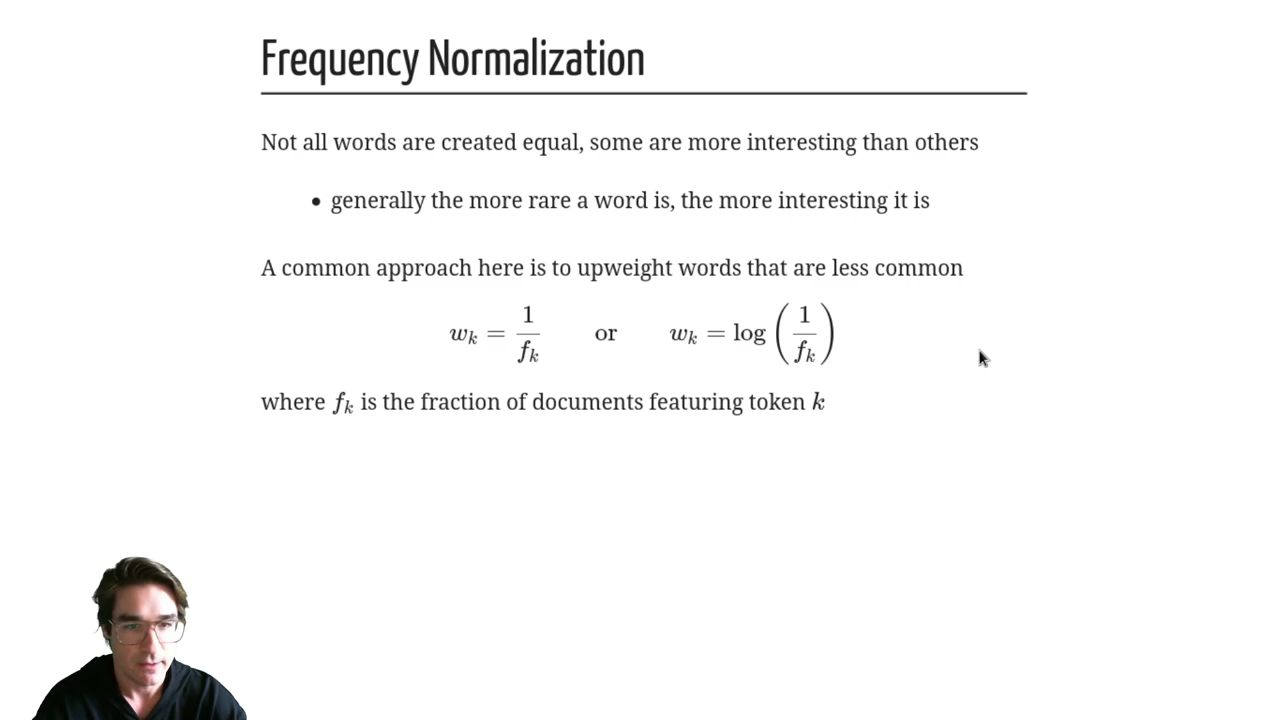 Frequency Normalization
Not all words are created equal, some are more interesting than others
• generally the more rare a word is, the more interesting it is
A common approach here is to upweight words that are less common
w_k = 1/f_k or w_k = log(1/f_k)
where f_k is the fraction of documents featuring token k